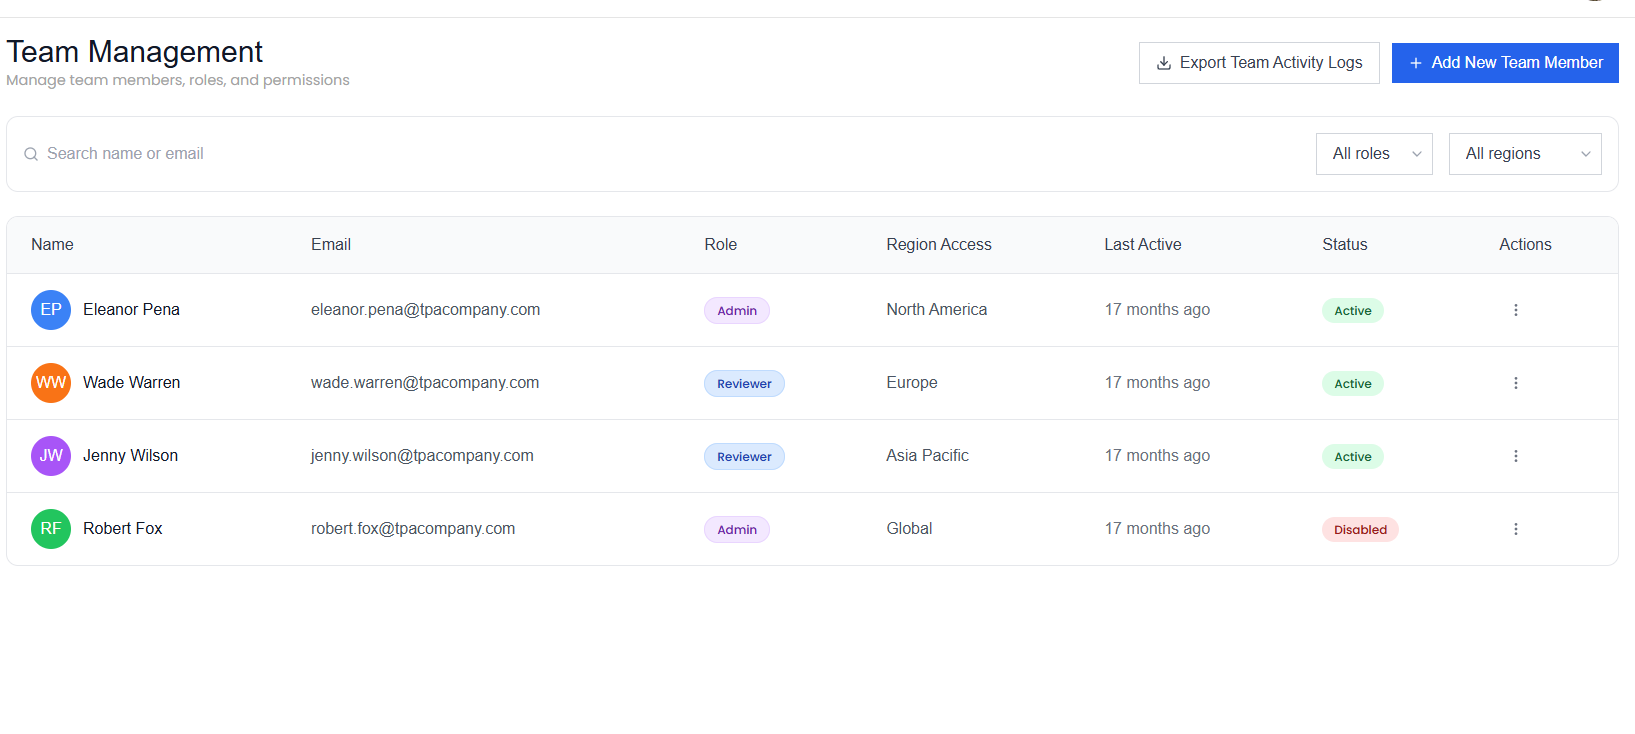 Team Management
Manage team members, roles, and permissions
Export Team Activity Logs
Add New Team Member
Search name or email
All roles
All regions
Name Email Role Region Access Last Active Status Actions
EP Eleanor Pena eleanor.pena@tpacompany.com Admin North America 17 months ago Active
WW Wade Warren wade.warren@tpacompany.com Reviewer Europe 17 months ago Active
JW Jenny Wilson jenny.wilson@tpacompany.com Reviewer Asia Pacific 17 months ago Active
RF Robert Fox robert.fox@tpacompany.com Admin Global 17 months ago Disabled